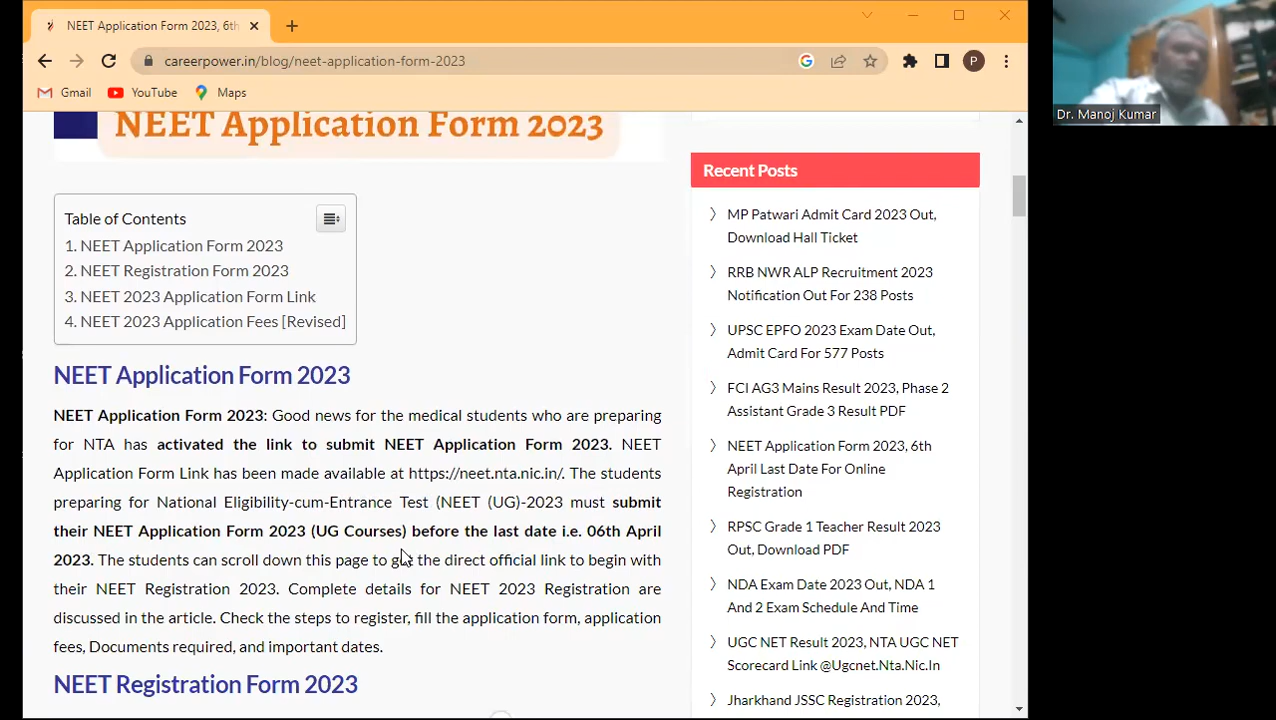 NEET Application Form 2023, 6th
careerpower.in/blog/neet-application-form-2023
P
Gmail
YouTube
Maps
Dr. Manoj Kumar
NEET Application Form 2023
Table of Contents
1. NEET Application Form 2023
2. NEET Registration Form 2023
3. NEET 2023 Application Form Link
4. NEET 2023 Application Fees [Revised]
NEET Application Form 2023
NEET Application Form 2023: Good news for the medical students who are preparing
for NTA has activated the link to submit NEET Application Form 2023. NEET
Application Form Link has been made available at https://neet.nta.nic.in/. The students
preparing for National Eligibility-cum-Entrance Test (NEET (UG)-2023 must submit
their NEET Application Form 2023 (UG Courses) before the last date i.e. 06th April
2023. The students can scroll down this page to get the direct official link to begin with
their NEET Registration 2023. Complete details for NEET 2023 Registration are
discussed in the article. Check the steps to register, fill the application form, application
fees, Documents required, and important dates.
NEET Registration Form 2023
Recent Posts
MP Patwari Admit Card 2023 Out,
Download Hall Ticket
RRB NWR ALP Recruitment 2023
Notification Out For 238 Posts
UPSC EPFO 2023 Exam Date Out,
Admit Card For 577 Posts
FCI AG3 Mains Result 2023, Phase 2
Assistant Grade 3 Result PDF
NEET Application Form 2023, 6th
April Last Date For Online
Registration
RPSC Grade 1 Teacher Result 2023
Out, Download PDF
NDA Exam Date 2023 Out, NDA 1
And 2 Exam Schedule And Time
UGC NET Result 2023, NTA UGC NET
Scorecard Link @Ugcnet.Nta.Nic.In
Jharkhand JSSC Registration 2023,